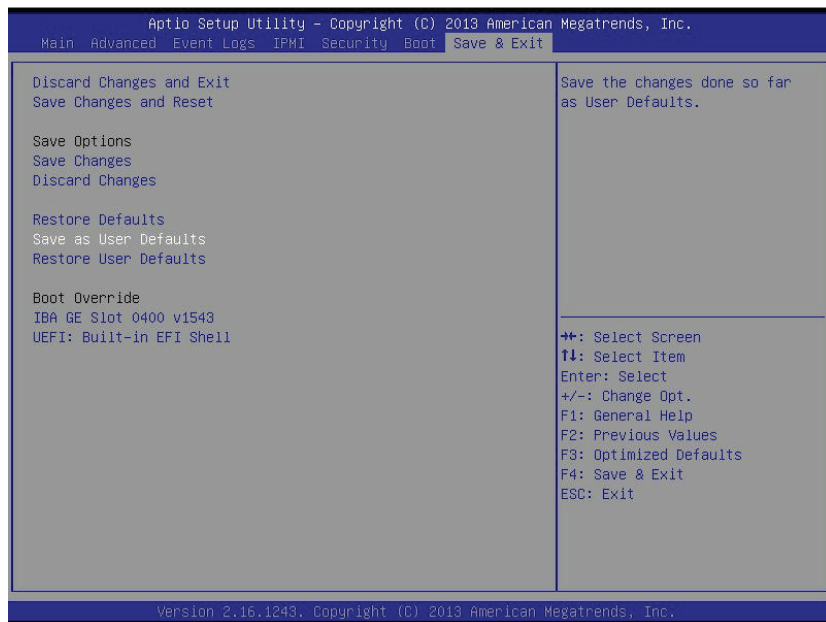 Aptio Setup Utility – Copyright (C) 2013 American Megatrends, Inc.
Main Advanced Event Logs IPMI Security Boot Save & Exit
Discard Changes and Exit
Save Changes and Reset
Save Options
Save Changes
Discard Changes
Restore Defaults
Save as User Defaults
Restore User Defaults
Boot Override
IBA GE Slot 0400 v1543
UEFI: Built-in EFI Shell
Save the changes done so far
as User Defaults.
→←: Select Screen
↑↓: Select Item
Enter: Select
+/-: Change Opt.
F1: General Help
F2: Previous Values
F3: Optimized Defaults
F4: Save & Exit
ESC: Exit
Version 2.16.1243. Copyright (C) 2013 American Megatrends, Inc.